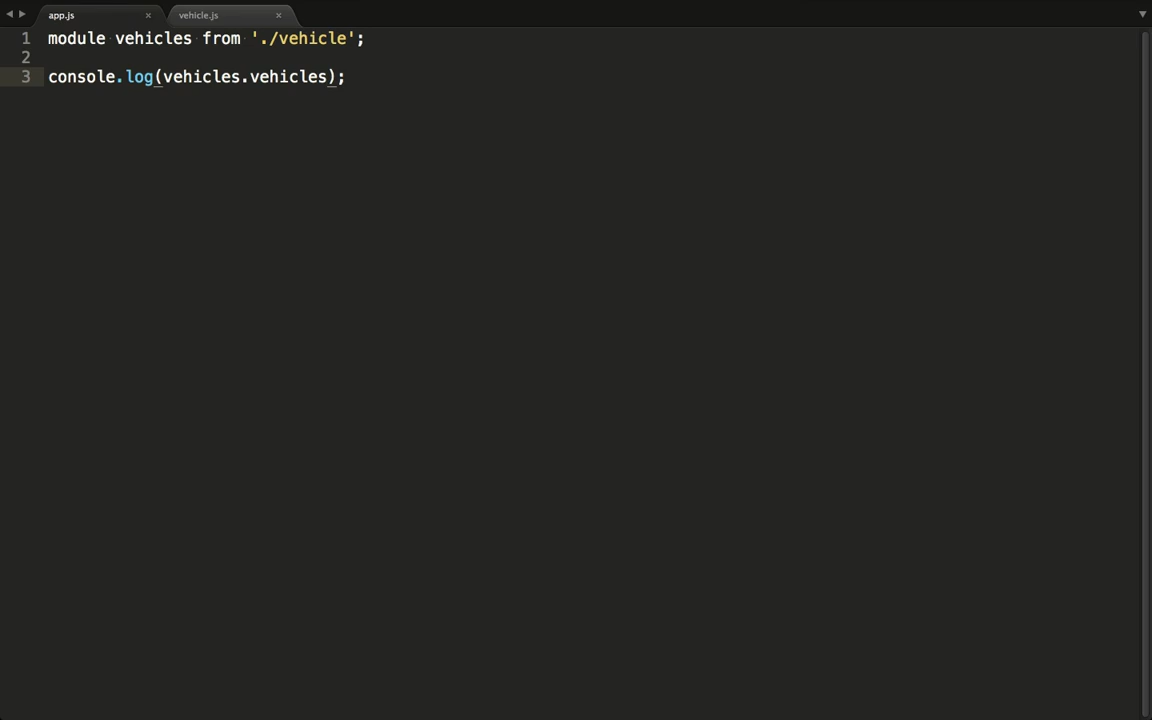 app.js × vehicle.js ×
1 module vehicles from './vehicle';
2
3 console.log(vehicles.vehicles);